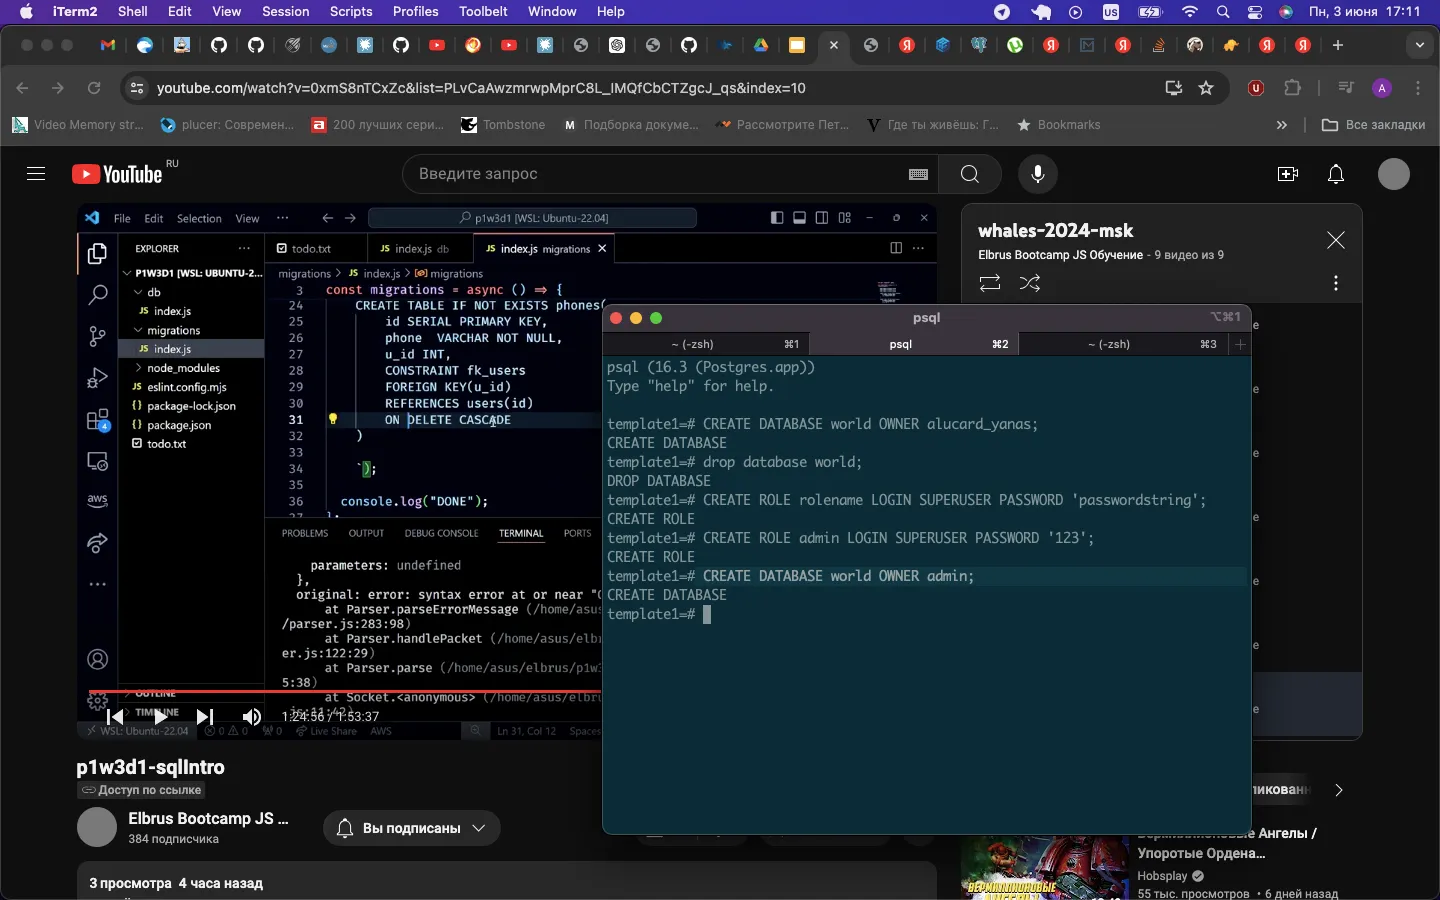 iTerm2 Shell Edit View Session Scripts Profiles Toolbelt Window Help
US
Пн, 3 июня 17:11
youtube.com/watch?v=0xmS8nTCxZc&list=PLvCaAwzmrwpMprC8L_IMQfCbCTZgcJ_qs&index=10
Video Memory str...
plucer: Современ...
200 лучших сери...
Tombstone
Подборка докуме...
Рассмотрите Пет...
Где ты живёшь: Г...
Bookmarks
Все закладки
YouTube RU
Введите запрос
File Edit Selection View ...
p1w3d1 [WSL: Ubuntu-22.04]
EXPLORER
todo.txt
JS index.js db
JS index.js migrations
P1W3D1 [WSL: UBUNTU-2...
db
JS index.js
migrations
JS index.js
node_modules
JS eslint.config.mjs
{} package-lock.json
{} package.json
todo.txt
migrations > JS index.js > migrations
3 const migrations = async () => {
24 CREATE TABLE IF NOT EXISTS phones(
25 id SERIAL PRIMARY KEY,
26 phone VARCHAR NOT NULL,
27 u_id INT,
28 CONSTRAINT fk_users
29 FOREIGN KEY(u_id)
30 REFERENCES users(id)
31 ON DELETE CASCADE
32 )
33
34 `);
35
36 console.log("DONE");
37 };
PROBLEMS OUTPUT DEBUG CONSOLE TERMINAL PORTS
parameters: undefined
},
original: error: syntax error at or near "
at Parser.parseErrorMessage (/home/asu
/parser.js:283:98)
at Parser.handlePacket (/home/asus/elb
er.js:122:29)
at Parser.parse (/home/asus/elbrus/p1w3
5:38)
at Socket.<anonymous> (/home/asus/elbru
4
aws
OUTLINE
TIMELINE
1:24:56 / 1:53:37
WSL: Ubuntu-22.04 0 0 0 Live Share AWS
Ln 31, Col 12 Spaces
psql
⌥⌘1
~ (-zsh) ⌘1
psql ⌘2
~ (-zsh) ⌘3
psql (16.3 (Postgres.app))
Type "help" for help.
template1=# CREATE DATABASE world OWNER alucard_yanas;
CREATE DATABASE
template1=# drop database world;
DROP DATABASE
template1=# CREATE ROLE rolename LOGIN SUPERUSER PASSWORD 'passwordstring';
CREATE ROLE
template1=# CREATE ROLE admin LOGIN SUPERUSER PASSWORD '123';
CREATE ROLE
template1=# CREATE DATABASE world OWNER admin;
CREATE DATABASE
template1=#
whales-2024-msk
Elbrus Bootcamp JS Обучение - 9 видео из 9
p1w3d1-sqlIntro
Доступ по ссылке
Elbrus Bootcamp JS ...
384 подписчика
Вы подписаны
3 просмотра 4 часа назад
Вермиллионовые Ангелы /
Упоротые Ордена...
Hobsplay
55 тыс. просмотров • 6 дней назад